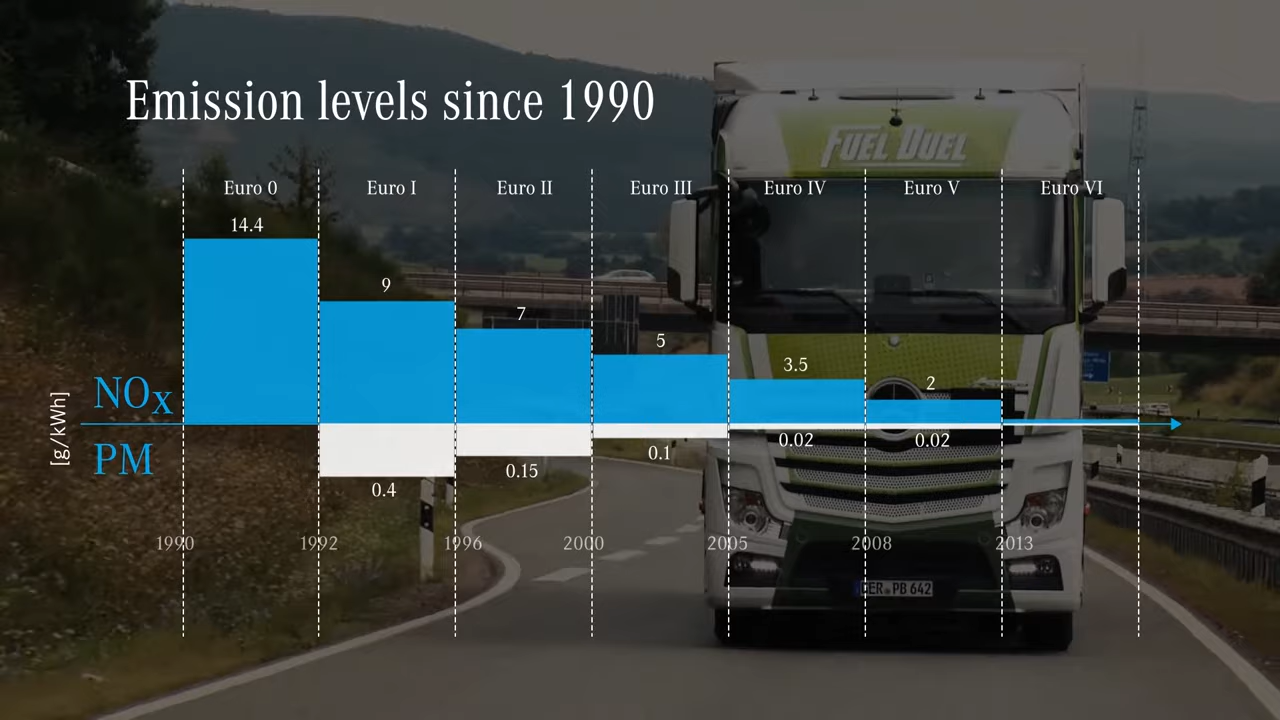 Emission levels since 1990
FUEL DUEL
Euro 0 Euro I Euro II Euro III Euro IV Euro V Euro VI
14.4
9
7
5
3.5
2
NOx
[g/kWh]
PM
0.4
0.15
0.1
0.02
0.02
1990 1992 1996 2000 2005 2008 2013
GER PB 642